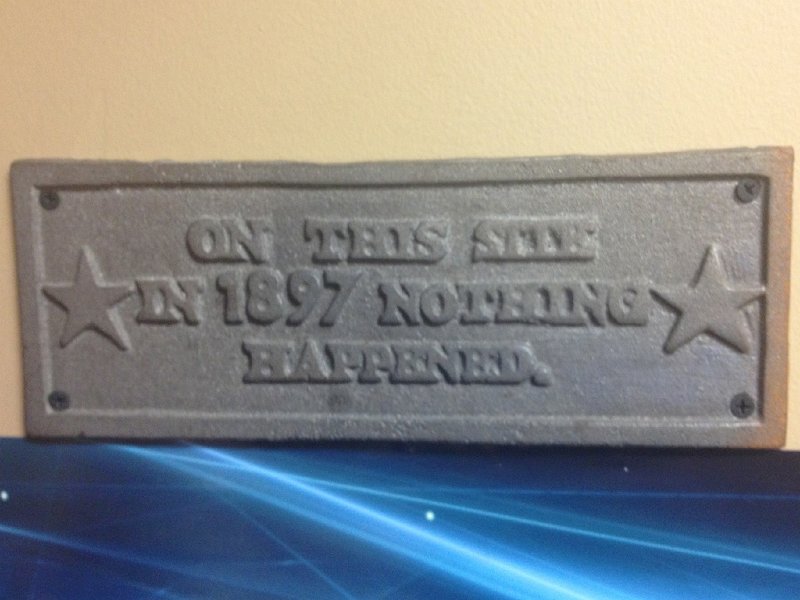 ON THIS SITE
IN 1897 NOTHING
HAPPENED.